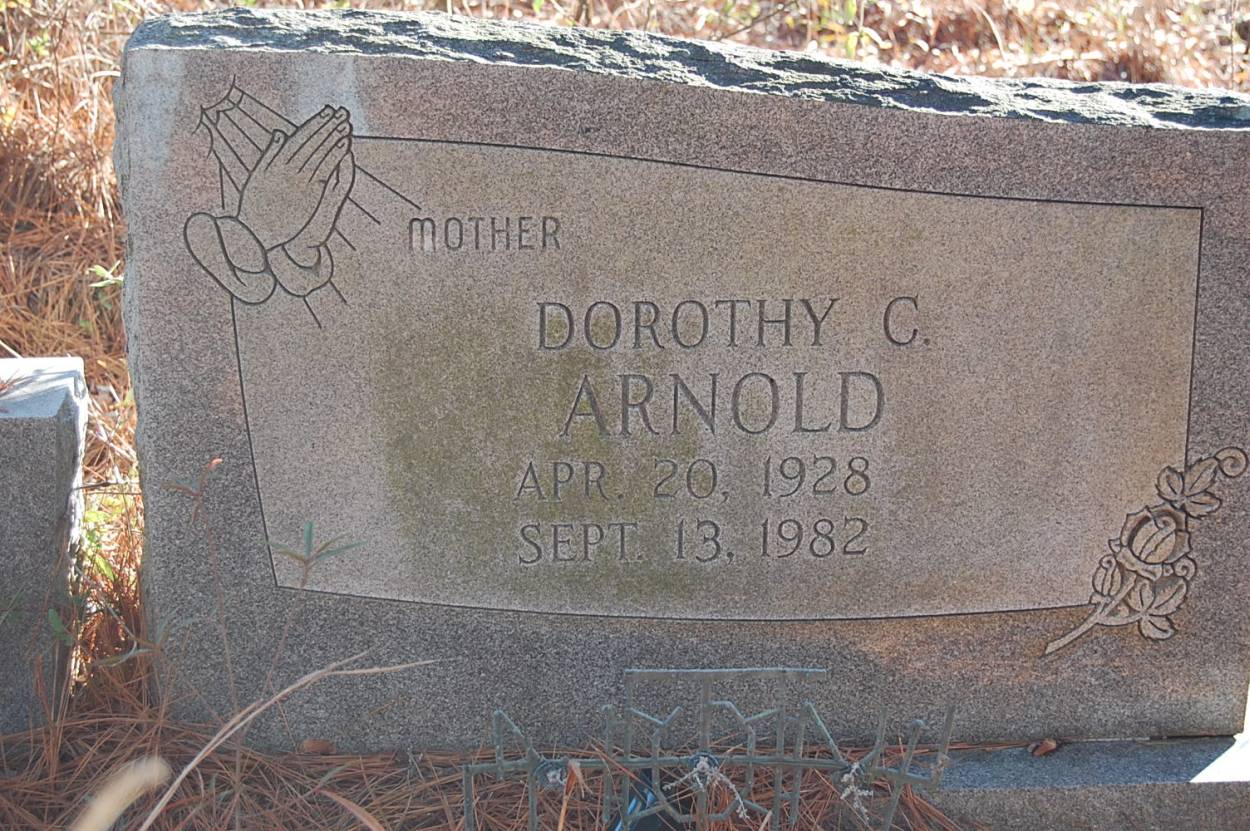 MOTHER
DOROTHY C.
ARNOLD
APR. 20, 1928
SEPT. 13, 1982